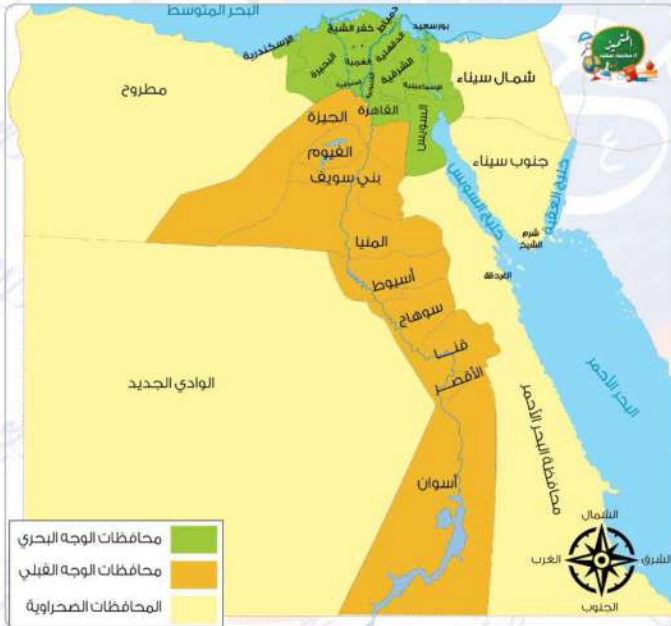 البحر المتوسط
دمياط
بورسعيد
كفر الشيخ
الإسكندرية
الدقهلية
البحيرة
الغربية
الشرقية
المنوفية
الإسماعيلية
القاهرة
السويس
المتميز
شمال سيناء
مطروح
الجيزة
جنوب سيناء
الفيوم
خليج السويس
خليج العقبة
بني سويف
شرم
الشيخ
المنيا
الغردقة
أسيوط
سوهاج
قنا
البحر الأحمر
الأقصر
الوادي الجديد
محافظة البحر الأحمر
أسوان
محافظات الوجه البحري
محافظات الوجه القبلي
المحافظات الصحراوية
الشمال
الغرب
الشرق
الجنوب